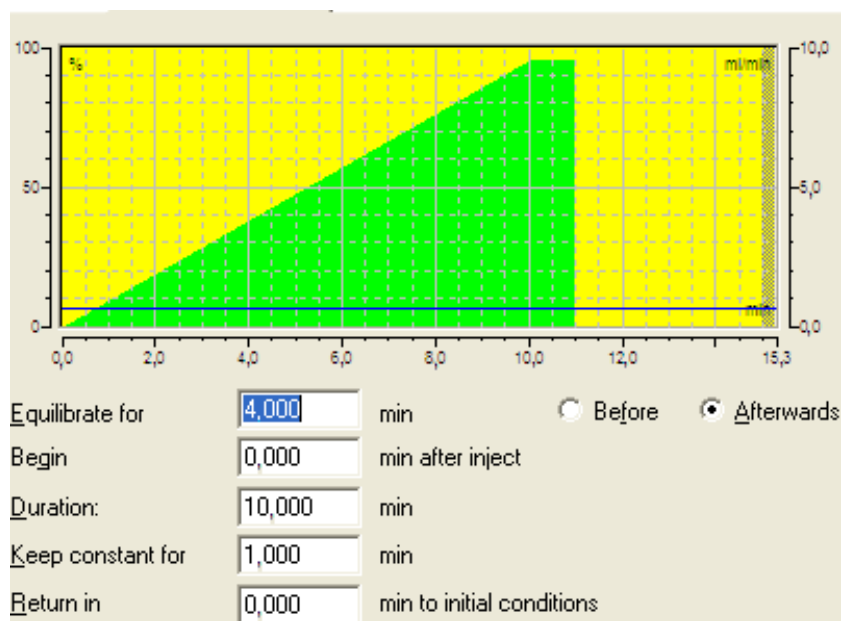 100
10,0
%
ml/min
50
5,0
min
0
0,0
0,0 2,0 4,0 6,0 8,0 10,0 12,0 15,3
Equilibrate for 4,000 min Before Afterwards
Begin 0,000 min after inject
Duration: 10,000 min
Keep constant for 1,000 min
Return in 0,000 min to initial conditions